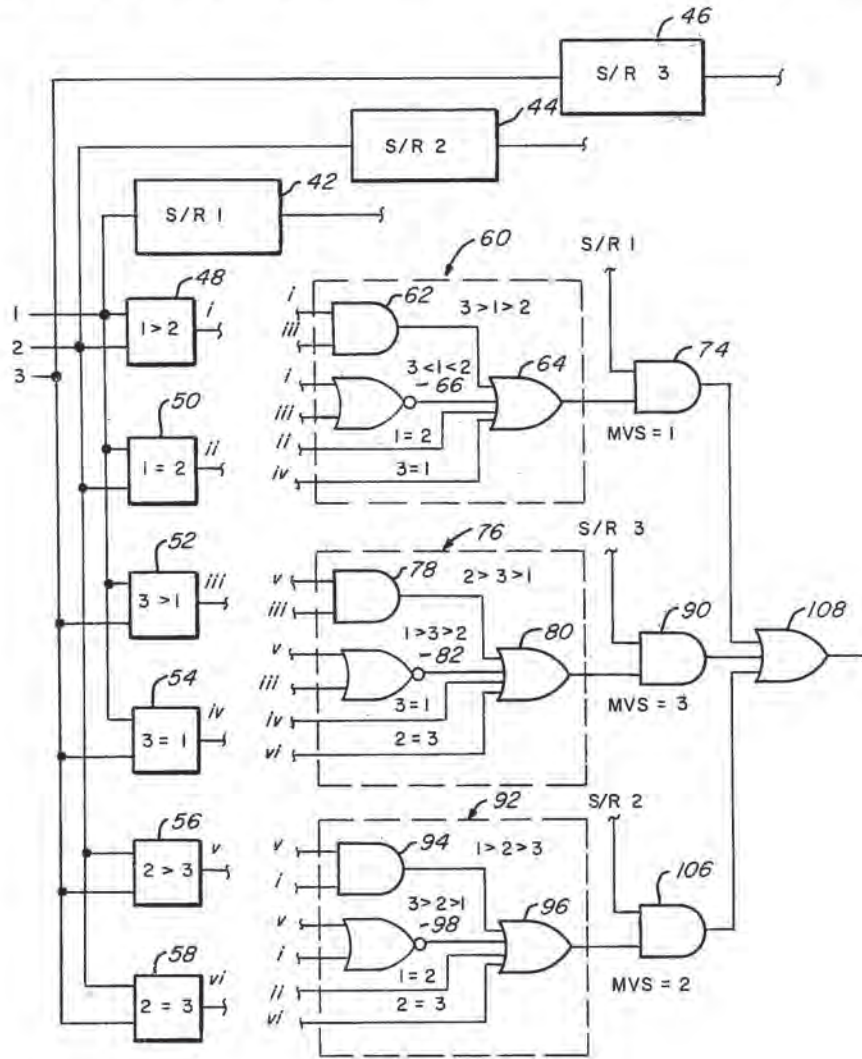 46
S/R 3
44
S/R 2
42
S/R 1
S/R 1
60
48
1
1 > 2
i
2
3
i
62
3 > 1 > 2
iii
3 < 1 < 2
64
74
i
66
iii
MVS = 1
50
1 = 2
ii
ii
1 = 2
iv
3 = 1
S/R 3
76
52
3 > 1
iii
v
78
2 > 3 > 1
iii
1 > 3 > 2
80
90
108
v
82
iii
54
3 = 1
iv
iv
3 = 1
MVS = 3
vi
2 = 3
S/R 2
92
56
2 > 3
v
v
94
1 > 2 > 3
i
3 > 2 > 1
96
106
v
98
i
58
2 = 3
vi
ii
1 = 2
MVS = 2
vi
2 = 3